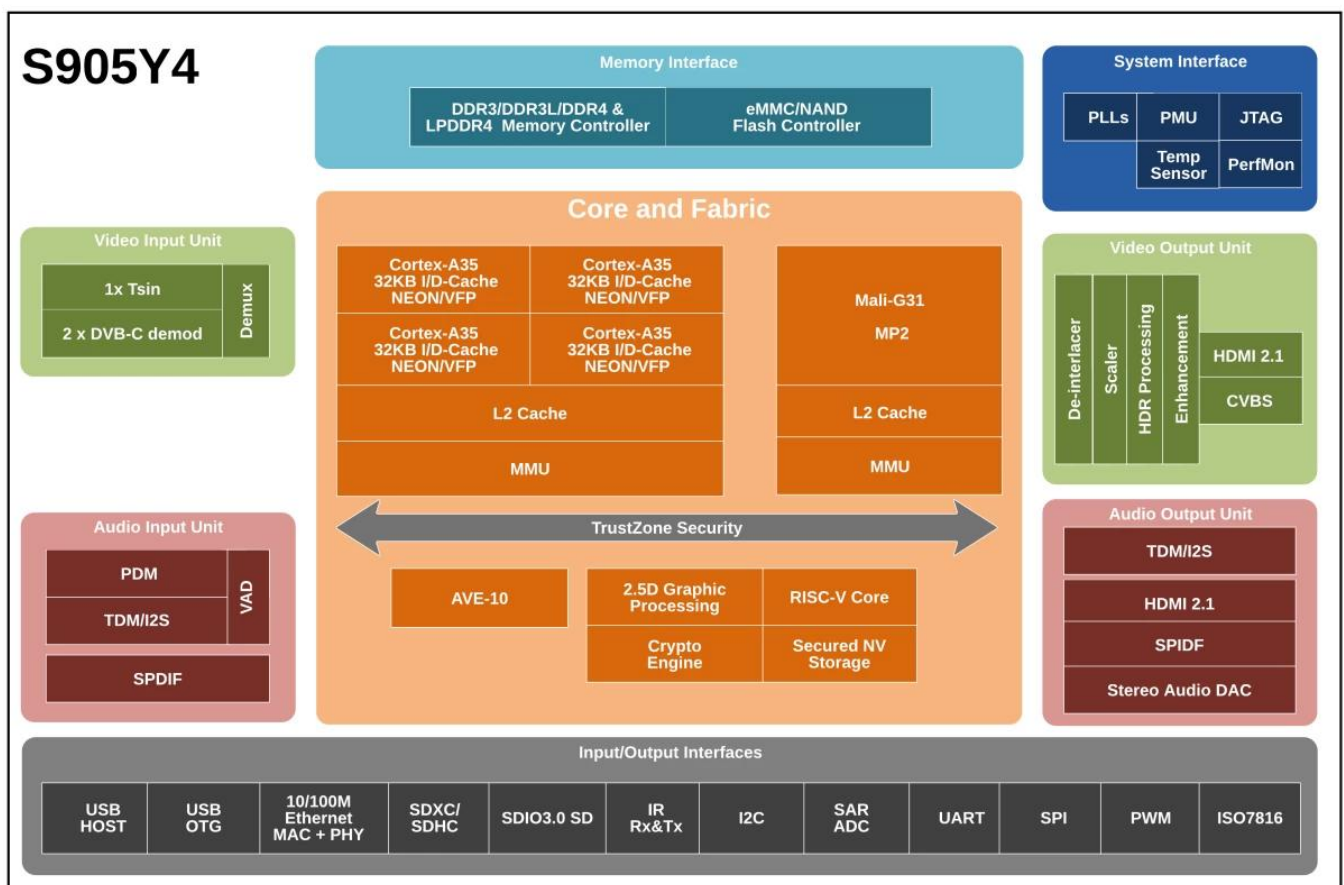 S905Y4
Memory Interface
DDR3/DDR3L/DDR4 &
LPDDR4 Memory Controller
eMMC/NAND
Flash Controller
System Interface
PLLs
PMU
JTAG
Temp
Sensor
PerfMon
Video Input Unit
1x Tsin
2 x DVB-C demod
Demux
Core and Fabric
Cortex-A35
32KB I/D-Cache
NEON/VFP
Cortex-A35
32KB I/D-Cache
NEON/VFP
Cortex-A35
32KB I/D-Cache
NEON/VFP
Cortex-A35
32KB I/D-Cache
NEON/VFP
L2 Cache
MMU
Mali-G31
MP2
L2 Cache
MMU
TrustZone Security
AVE-10
2.5D Graphic
Processing
RISC-V Core
Crypto
Engine
Secured NV
Storage
Video Output Unit
De-interlacer
Scaler
HDR Processing
Enhancement
HDMI 2.1
CVBS
Audio Input Unit
PDM
TDM/I2S
VAD
SPDIF
Audio Output Unit
TDM/I2S
HDMI 2.1
SPIDF
Stereo Audio DAC
Input/Output Interfaces
USB
HOST
USB
OTG
10/100M
Ethernet
MAC + PHY
SDXC/
SDHC
SDIO3.0 SD
IR
Rx&Tx
I2C
SAR
ADC
UART
SPI
PWM
ISO7816